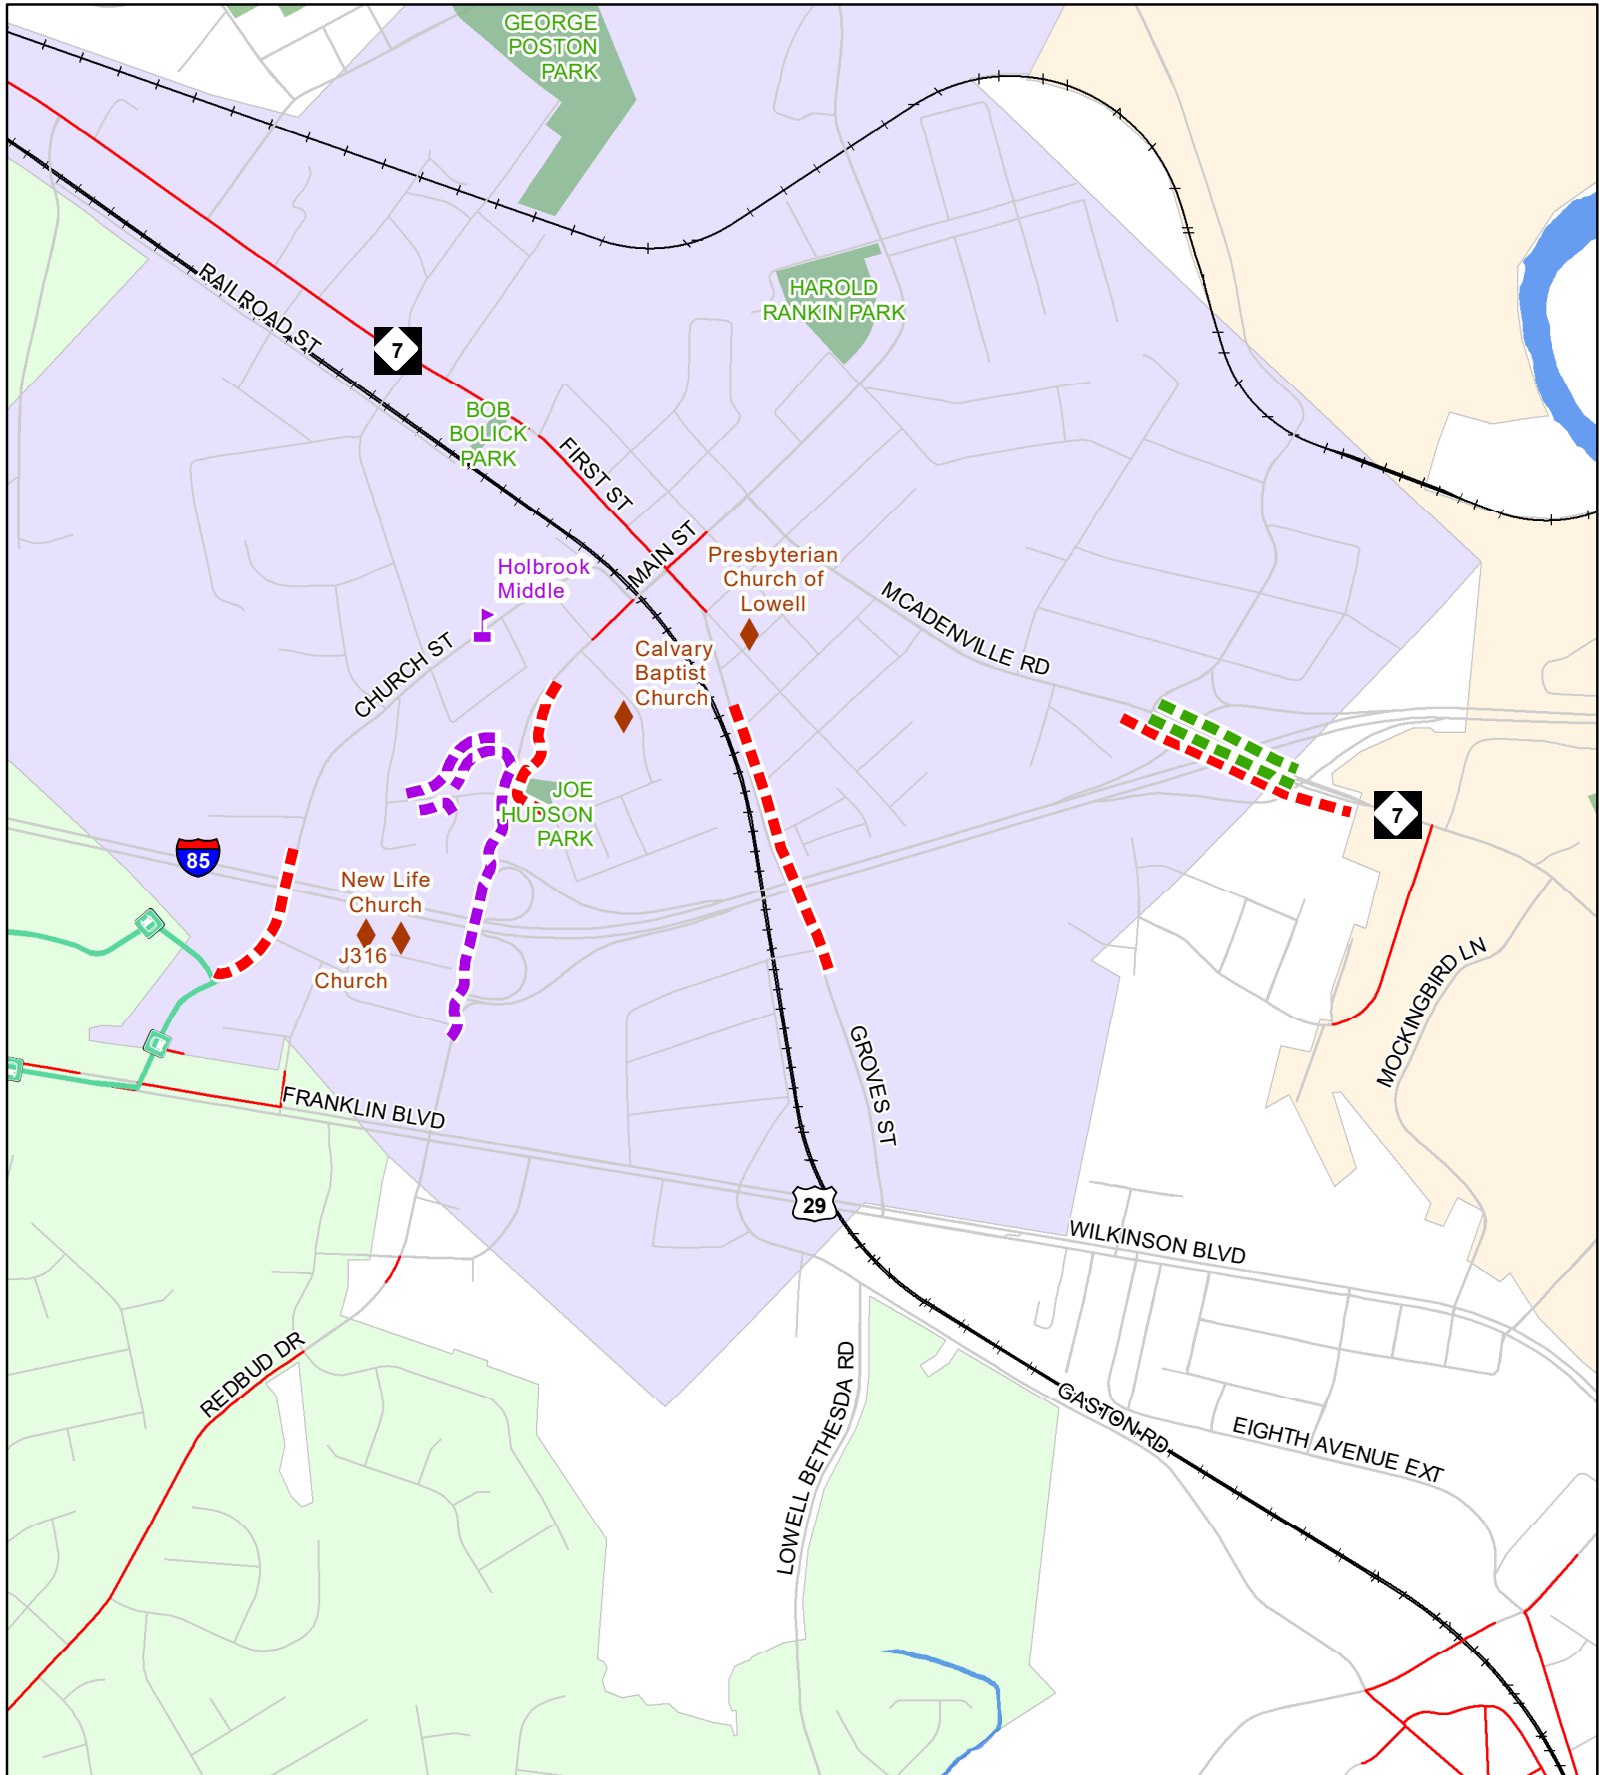 GEORGE
POSTON
PARK
RAILROAD ST
HAROLD
RANKIN PARK
7
BOB
BOLICK
PARK
FIRST ST
MAIN ST
Presbyterian
Church of
Lowell
Holbrook
Middle
MCADENVILLE RD
CHURCH ST
Calvary
Baptist
Church
JOE
HUDSON
PARK
7
85
New Life
Church
J316
Church
MOCKINGBIRD LN
GROVES ST
FRANKLIN BLVD
29
WILKINSON BLVD
REDBUD DR
LOWELL BETHESDA RD
GASTON RD
EIGHTH AVENUE EXT